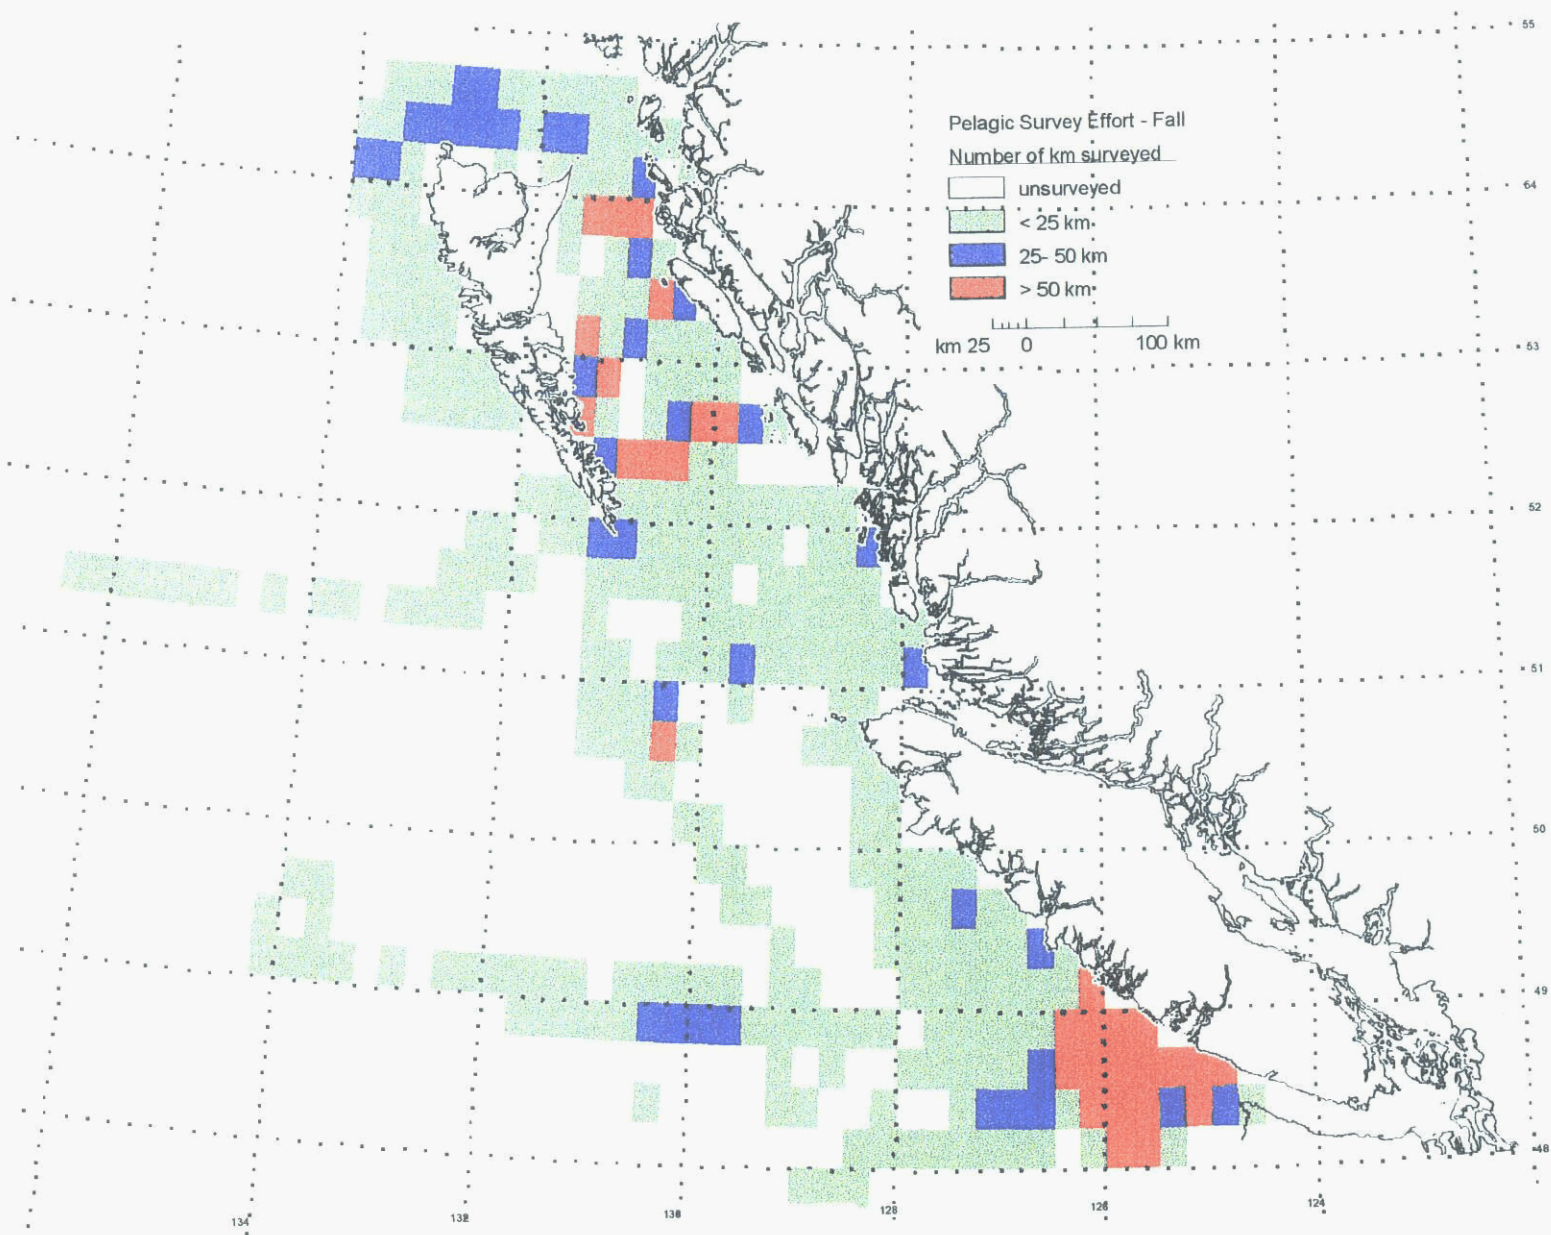 55
Pelagic Survey Effort - Fall
Number of km surveyed
unsurveyed
< 25 km
25- 50 km
> 50 km
km 25 0 100 km
54
53
52
51
50
49
48
134 132 130 128 126 124